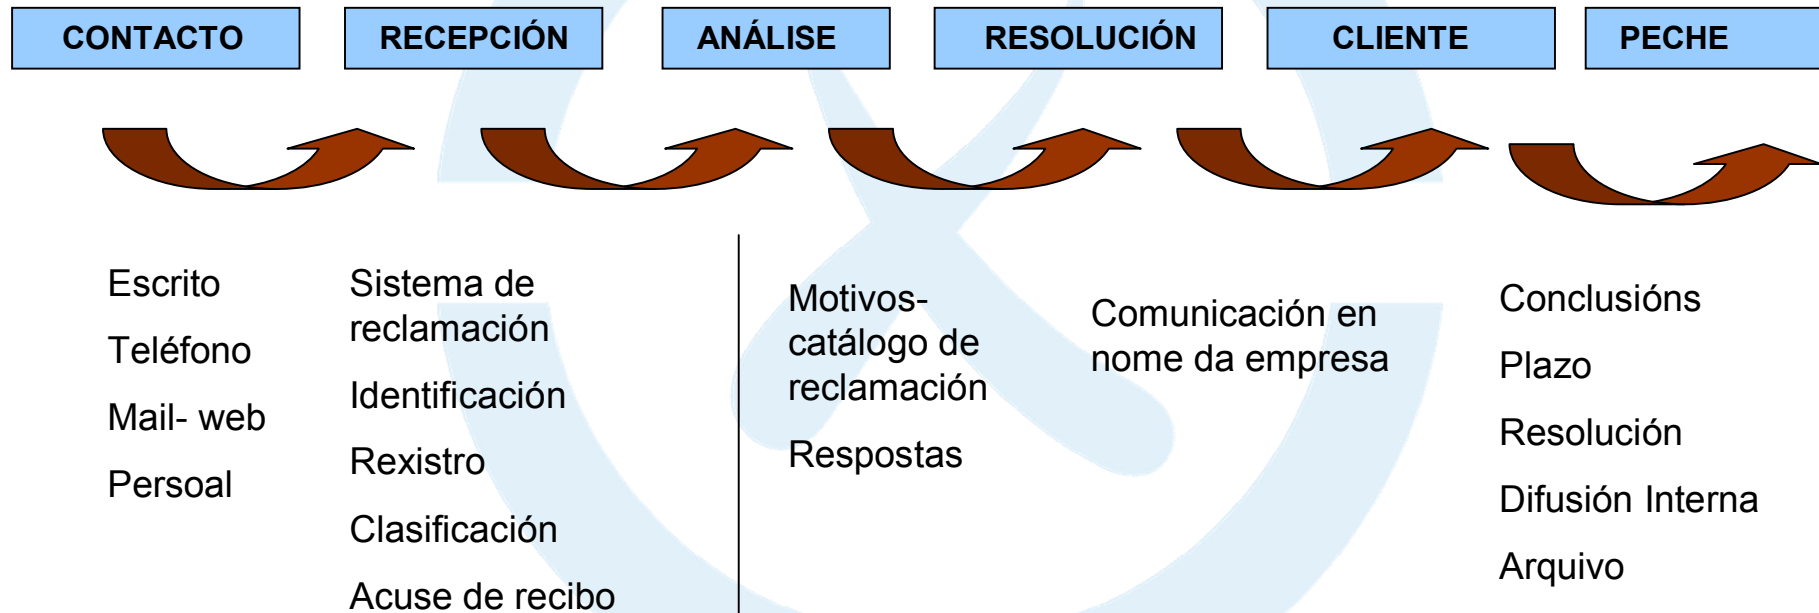 CONTACTO
RECEPCIÓN
ANÁLISE
RESOLUCIÓN
CLIENTE
PECHE
Escrito
Teléfono
Mail- web
Persoal
Sistema de
reclamación
Identificación
Rexistro
Clasificación
Acuse de recibo
Motivos-
catálogo de
reclamación
Respostas
Comunicación en
nome da empresa
Conclusións
Plazo
Resolución
Difusión Interna
Arquivo